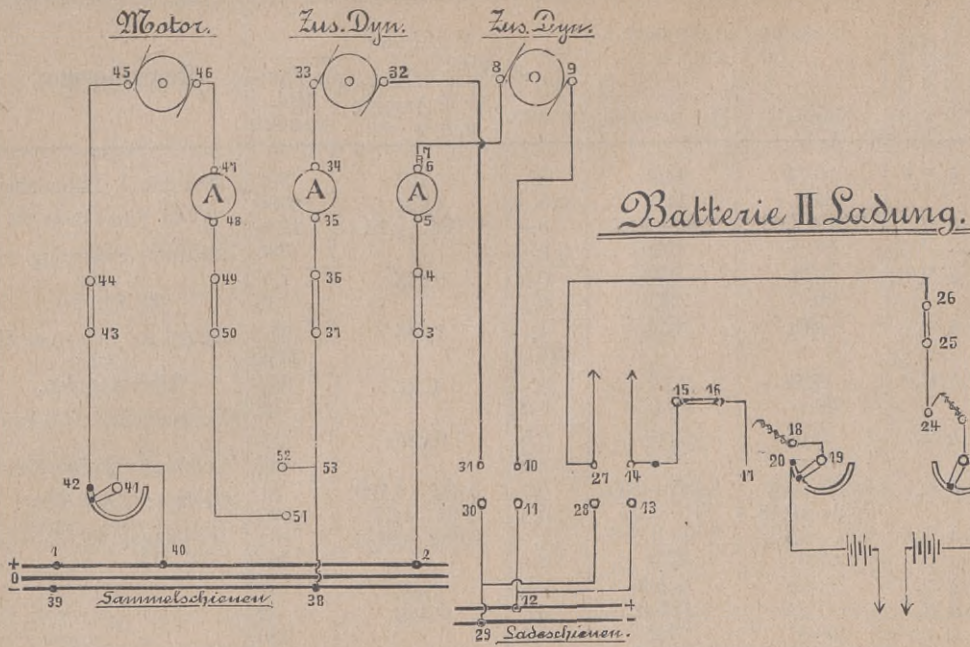 Motor. Zus. Dyn. Zus. Dyn.
45 46 33 32 8 9
7
47 34 6
A A A
48 35 5
Batterie II Ladung.
44 49 36 4
26
43 50 37 3
25
15 16
24
18
52 53 31 10 27 14 17 20 19
42 41
30 11 28 13
51
1 40 2
+
0
-
39 Sammelschienen 38
12 +
-
29 Ladeschienen.